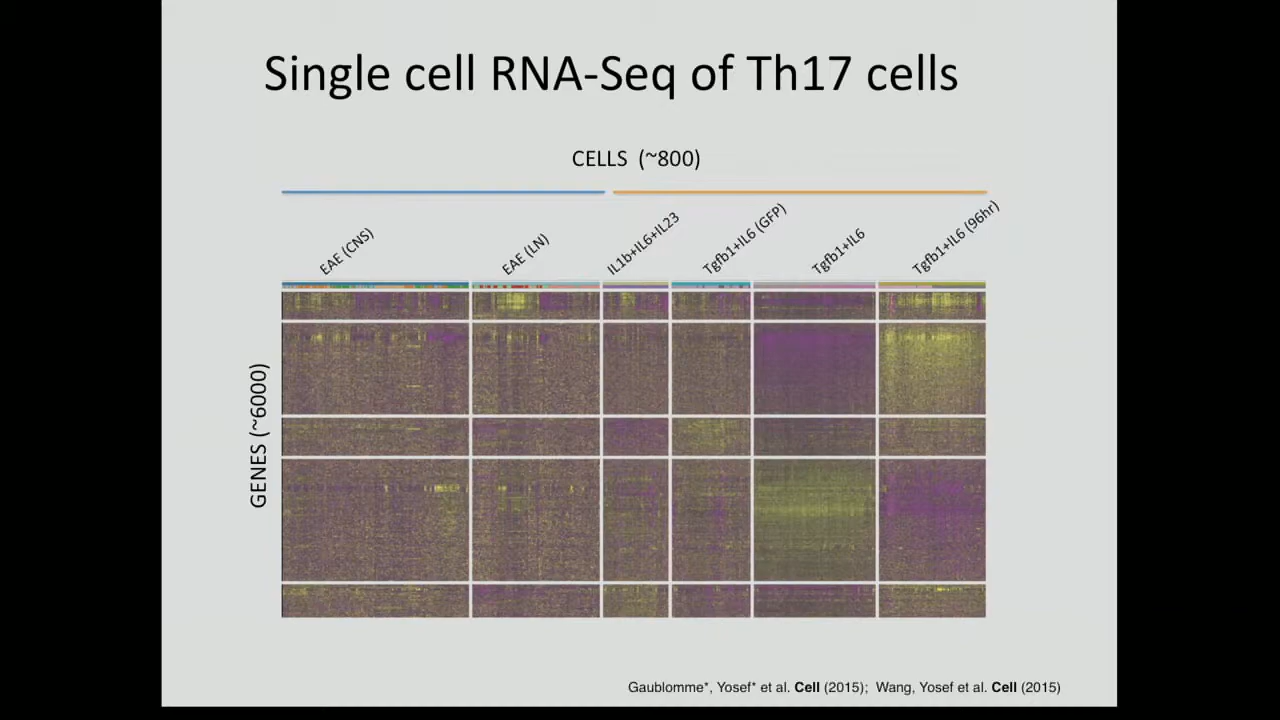 Single cell RNA-Seq of Th17 cells
CELLS (~800)
EAE (CNS)
EAE (LN)
IL1b+IL6+IL23
Tgfb1+IL6 (GFP)
Tgfb1+IL6
Tgfb1+IL6 (96hr)
GENES (~6000)
Gaublomme*, Yosef* et al. Cell (2015); Wang, Yosef et al. Cell (2015)